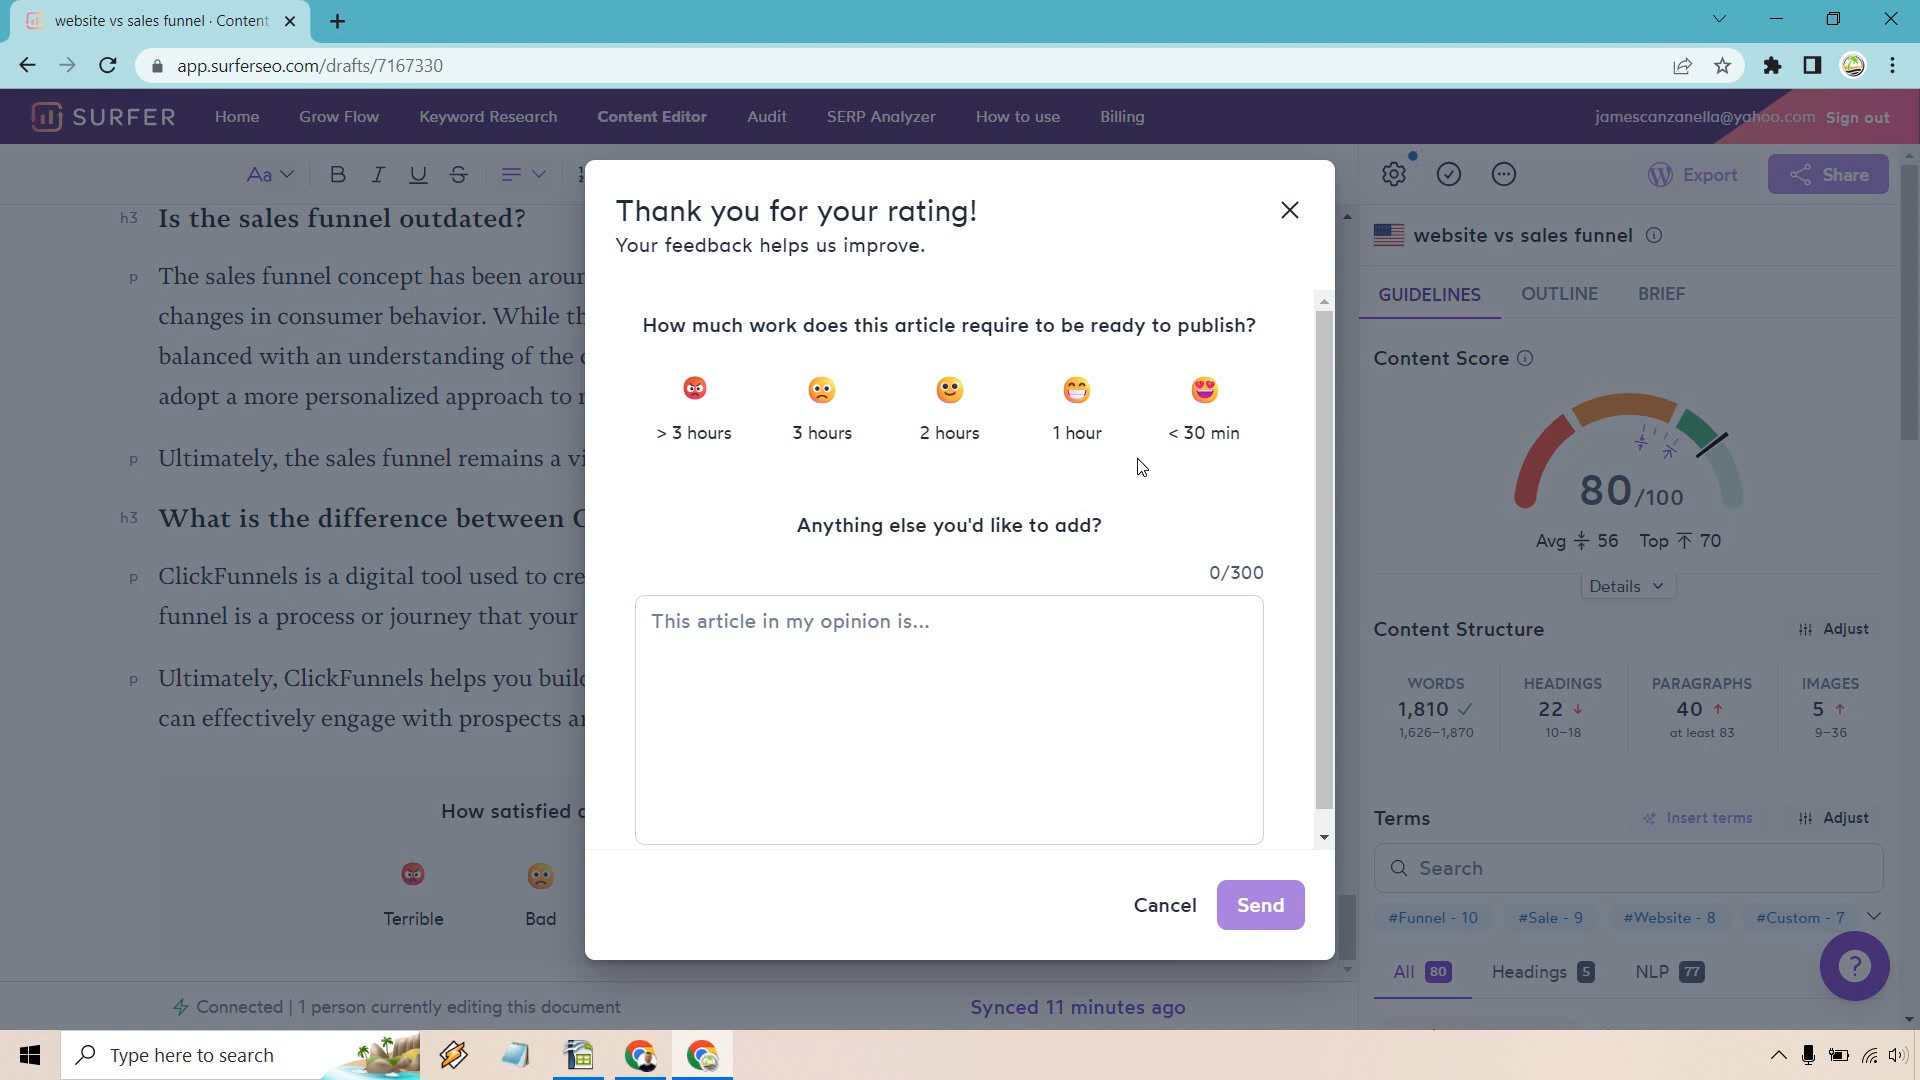 website vs sales funnel · Content
app.surferseo.com/drafts/7167330
SURFER
Home
Grow Flow
Keyword Research
Content Editor
Audit
SERP Analyzer
How to use
Billing
jamescanzanella@yahoo.com
Sign out
Aa
B
I
U
S
Export
Share
h3
Is the sales funnel outdated?
p
The sales funnel concept has been
changes in consumer behavior. While
balanced with an understanding of the
adopt a more personalized approach to
p
Ultimately, the sales funnel remains a
h3
What is the difference between
p
ClickFunnels is a digital tool used to
funnel is a process or journey that your
p
Ultimately, ClickFunnels helps you
can effectively engage with prospects
How satisfied
Terrible
Bad
Connected | 1 person currently editing this document
Synced 11 minutes ago
Thank you for your rating!
Your feedback helps us improve.
How much work does this article require to be ready to publish?
> 3 hours
3 hours
2 hours
1 hour
< 30 min
Anything else you'd like to add?
0/300
This article in my opinion is...
Cancel
Send
website vs sales funnel
GUIDELINES
OUTLINE
BRIEF
Content Score
80/100
Avg 56 Top 70
Details
Content Structure
Adjust
WORDS
1,810
1,626–1,870
HEADINGS
22
10–18
PARAGRAPHS
40
at least 83
IMAGES
5
9–36
Terms
Insert terms
Adjust
Search
#Funnel - 10
#Sale - 9
#Website - 8
#Custom - 7
All 80
Headings 5
NLP 77
?
Type here to search